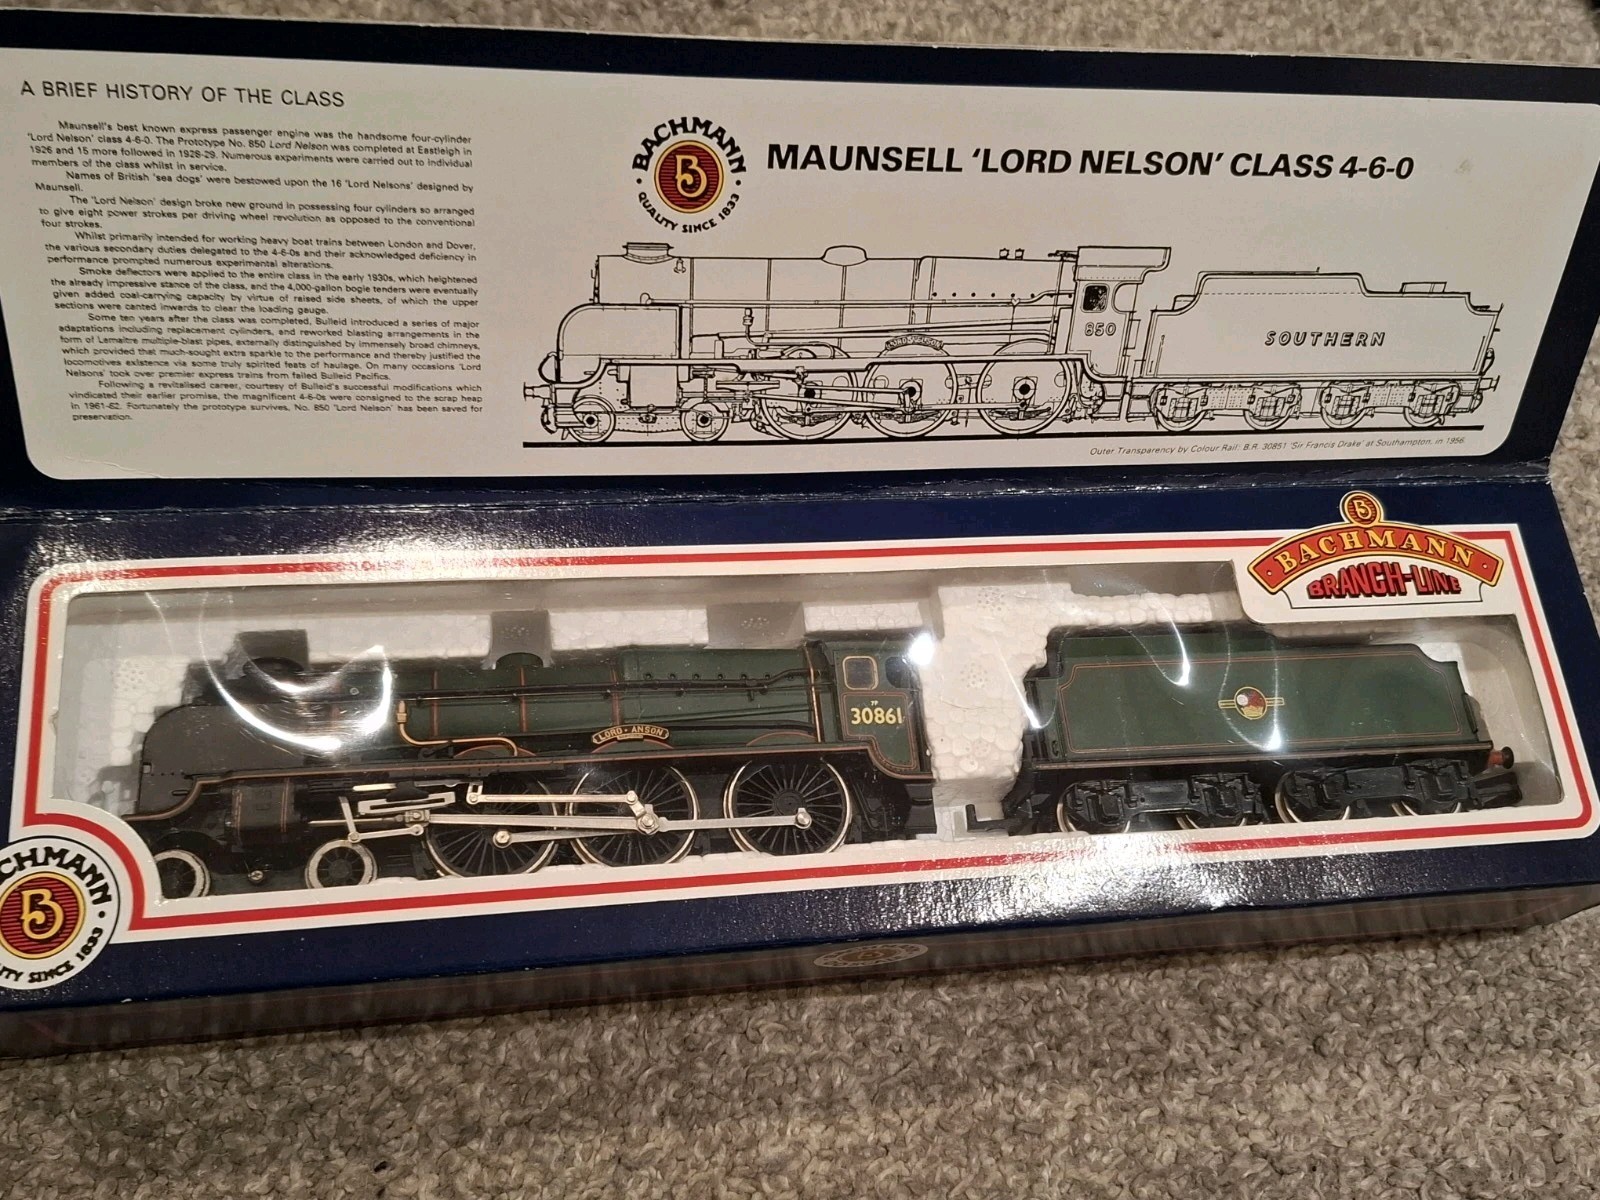 A BRIEF HISTORY OF THE CLASS
Maunsell's best known express passenger engine was the handsome four-cylinder
'Lord Nelson' class 4-6-0. The Prototype No. 850 Lord Nelson was completed at Eastleigh in
1926 and 15 more followed in 1928-29. Numerous experiments were carried out to individual
members of the class whilst in service.
Names of British 'sea dogs' were bestowed upon the 16 'Lord Nelsons' designed by
Maunsell.
The 'Lord Nelson' design broke new ground in possessing four cylinders so arranged
to give eight power strokes per driving wheel revolution as opposed to the conventional
four strokes.
Whilst primarily intended for working heavy boat trains between London and Dover,
the various secondary duties delegated to the 4-6-0s and their acknowledged deficiency in
performance prompted numerous experimental alterations.
Smoke deflectors were applied to the entire class in the early 1930s, which heightened
the already impressive stance of the class, and the 4,000-gallon bogie tenders were eventually
given added coal-carrying capacity by virtue of raised side sheets, of which the upper
sections were canted inwards to clear the loading gauge.
Some ten years after the class was completed, Bulleid introduced a series of major
adaptations including replacement cylinders, and reworked blasting arrangements in the
form of Lemaitre multiple-blast pipes, externally distinguished by immensely broad chimneys,
which provided that much-sought extra sparkle to the performance and thereby justified the
locomotives existence via some truly spirited feats of haulage. On many occasions 'Lord
Nelsons' took over premier express trains from failed Bulleid Pacifics.
Following a revitalised career, courtesy of Bulleid's successful modifications which
vindicated their earlier promise, the magnificent 4-6-0s were consigned to the scrap heap
in 1961-62. Fortunately the prototype survives, No. 850 'Lord Nelson' has been saved for
preservation.
BACHMANN
B
QUALITY SINCE 1833
MAUNSELL 'LORD NELSON' CLASS 4-6-0
LORD NELSON
850
SOUTHERN
Outer Transparency by Colour Rail: B.R. 30851 'Sir Francis Drake' at Southampton, in 1956
B
BACHMANN
BRANCH-LINE
LORD ANSON
7P
30861
CHMANN
B
ITY SINCE 1833